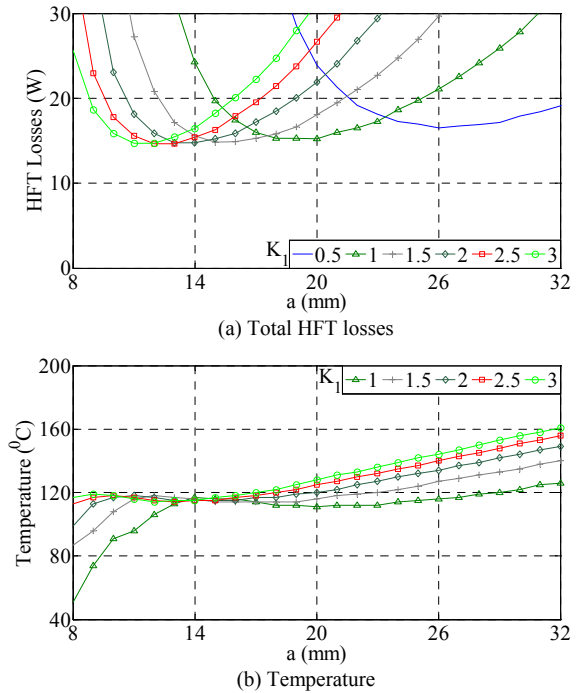 30
20
10
0
HFT Losses (W)
K1 0.5 1 1.5 2 2.5 3
8 14 20 26 32
a (mm)
(a) Total HFT losses
200
160
120
80
40
Temperature (⁰C)
K1 1 1.5 2 2.5 3
8 14 20 26 32
a (mm)
(b) Temperature